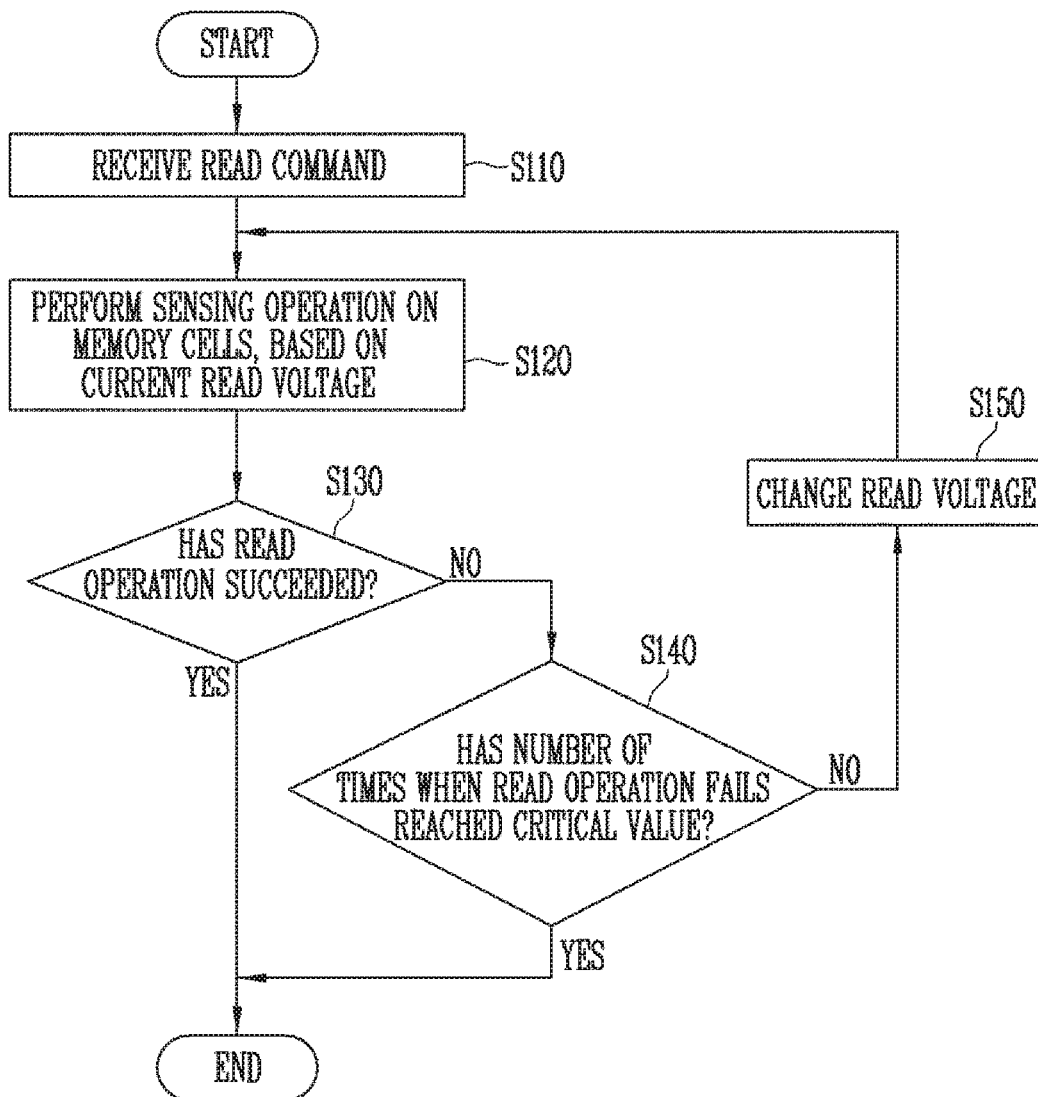 START
RECEIVE READ COMMAND
S110
PERFORM SENSING OPERATION ON
MEMORY CELLS, BASED ON
CURRENT READ VOLTAGE
S120
S150
CHANGE READ VOLTAGE
S130
HAS READ
OPERATION SUCCEEDED?
NO
YES
S140
HAS NUMBER OF
TIMES WHEN READ OPERATION FAILS
REACHED CRITICAL VALUE?
NO
YES
END